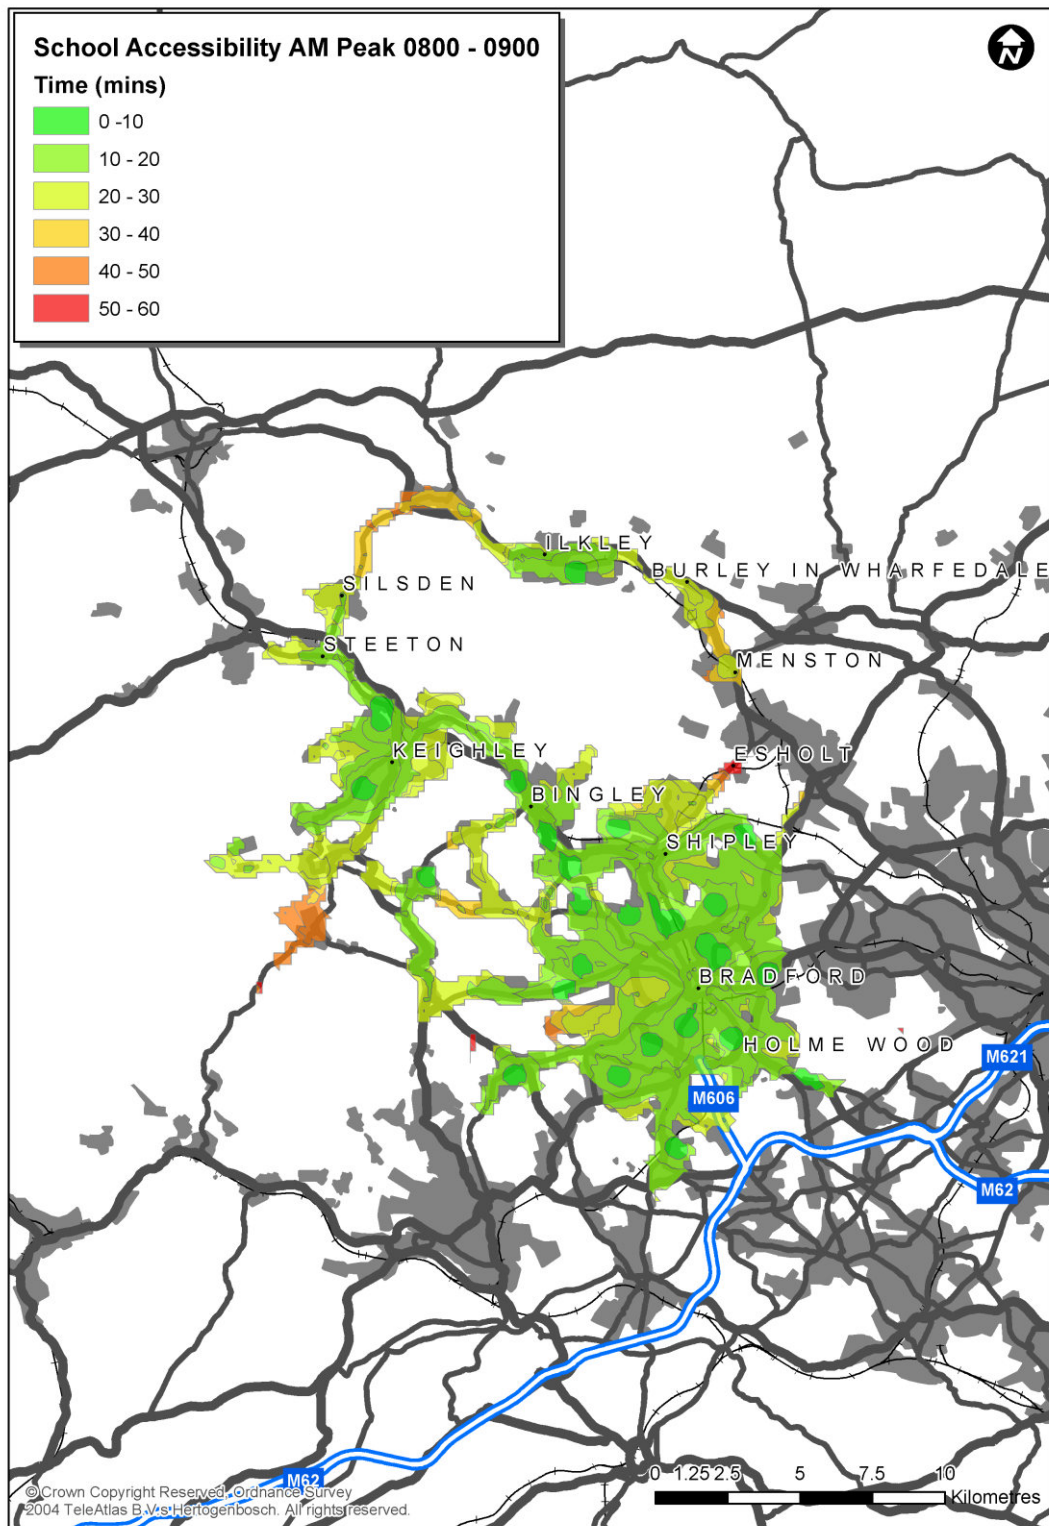 School Accessibility AM Peak 0800 - 0900
Time (mins)
0 -10
10 - 20
20 - 30
30 - 40
40 - 50
50 - 60
N
ILKLEY
BURLEY IN WHARFEDALE
SILSDEN
STEETON
MENSTON
KEIGHLEY
ESHOLT
BINGLEY
SHIPLEY
BRADFORD
HOLME WOOD
M621
M606
M62
M62
0 1.25 2.5 5 7.5 10
Kilometres
© Crown Copyright Reserved, Ordnance Survey
2004 TeleAtlas B.V.s Hertogenbosch. All rights reserved.